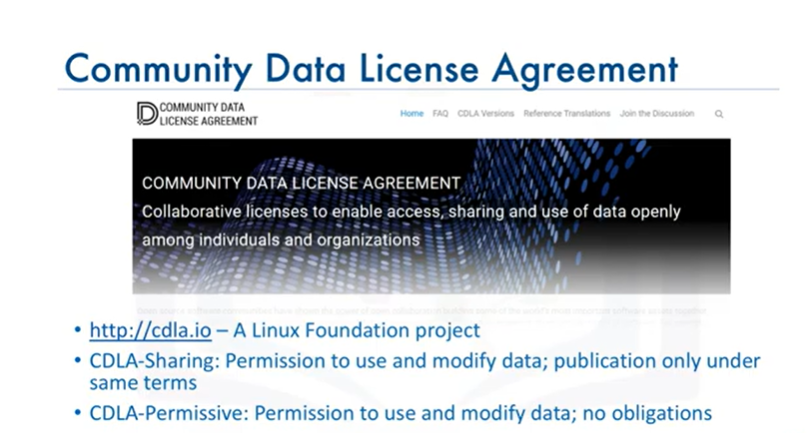 Community Data License Agreement
COMMUNITY DATA
LICENSE AGREEMENT
Home FAQ CDLA Versions Reference Translations Join the Discussion
COMMUNITY DATA LICENSE AGREEMENT
Collaborative licenses to enable access, sharing and use of data openly
among individuals and organizations
• http://cdla.io – A Linux Foundation project
• CDLA-Sharing: Permission to use and modify data; publication only under
same terms
• CDLA-Permissive: Permission to use and modify data; no obligations